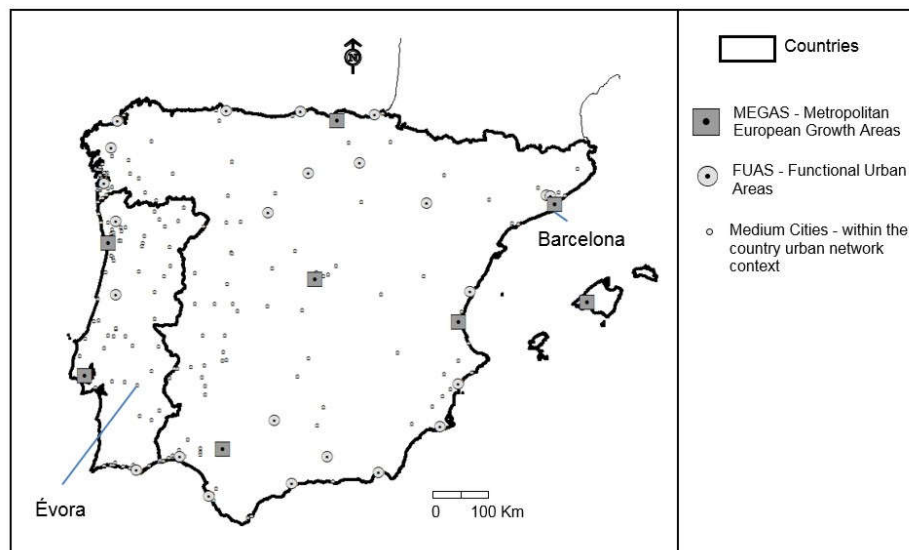 N
Barcelona
Évora
0 100 Km
Countries
MEGAS - Metropolitan
European Growth Areas
FUAS - Functional Urban
Areas
Medium Cities - within the
country urban network
context